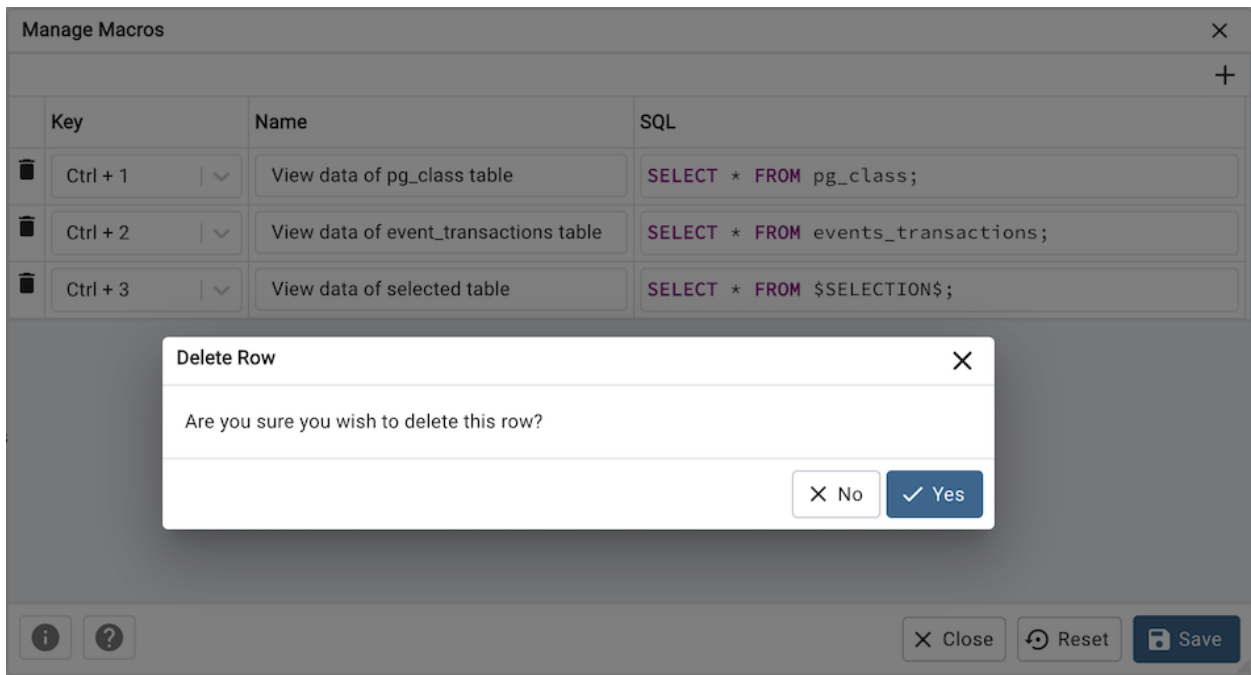 Manage Macros
Key Name SQL
Ctrl + 1 View data of pg_class table SELECT * FROM pg_class;
Ctrl + 2 View data of event_transactions table SELECT * FROM events_transactions;
Ctrl + 3 View data of selected table SELECT * FROM $SELECTION$;
Delete Row
Are you sure you wish to delete this row?
No Yes
Close Reset Save